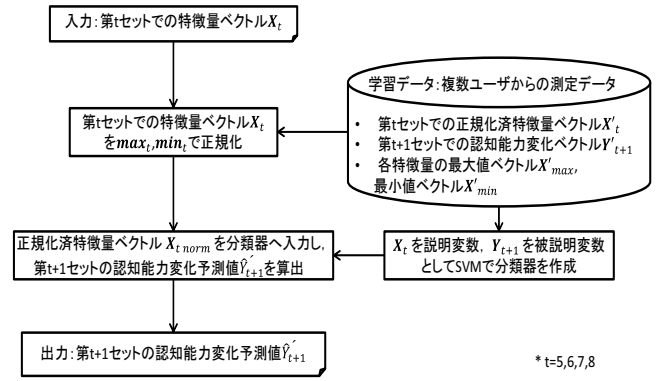 入力：第tセットでの特徴量ベクトルX_t
学習データ：複数ユーザからの測定データ
• 第tセットでの正規化済特徴量ベクトルX'_t
• 第t+1セットでの認知能力変化ベクトルY'_{t+1}
• 各特徴量の最大値ベクトルX'_{max},
最小値ベクトルX'_{min}
第tセットでの特徴量ベクトルX_t
をmax_t,min_tで正規化
正規化済特徴量ベクトル X_{t norm} を分類器へ入力し,
第t+1セットの認知能力変化予測値Ŷ'_{t+1}を算出
X_t を説明変数, Y_{t+1} を被説明変数
としてSVMで分類器を作成
出力：第t+1セットの認知能力変化予測値Ŷ'_{t+1}
* t=5,6,7,8